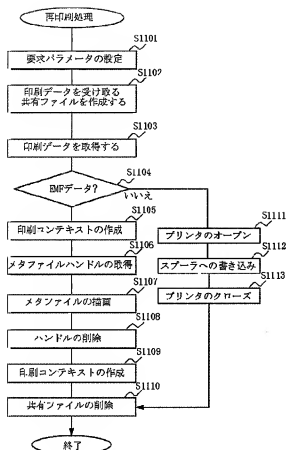 再印刷処理
S1101
要求パラメータの設定
S1102
印刷データを受け取る
共有ファイルを作成する
S1103
印刷データを取得する
S1104
EMFデータ?
いいえ
S1105
印刷コンテキストの作成
S1106
メタファイルハンドルの取得
S1107
メタファイルの描画
S1108
ハンドルの削除
S1109
印刷コンテキストの作成
S1110
共有ファイルの削除
S1111
プリンタのオープン
S1112
スプーラへの書き込み
S1113
プリンタのクローズ
終了